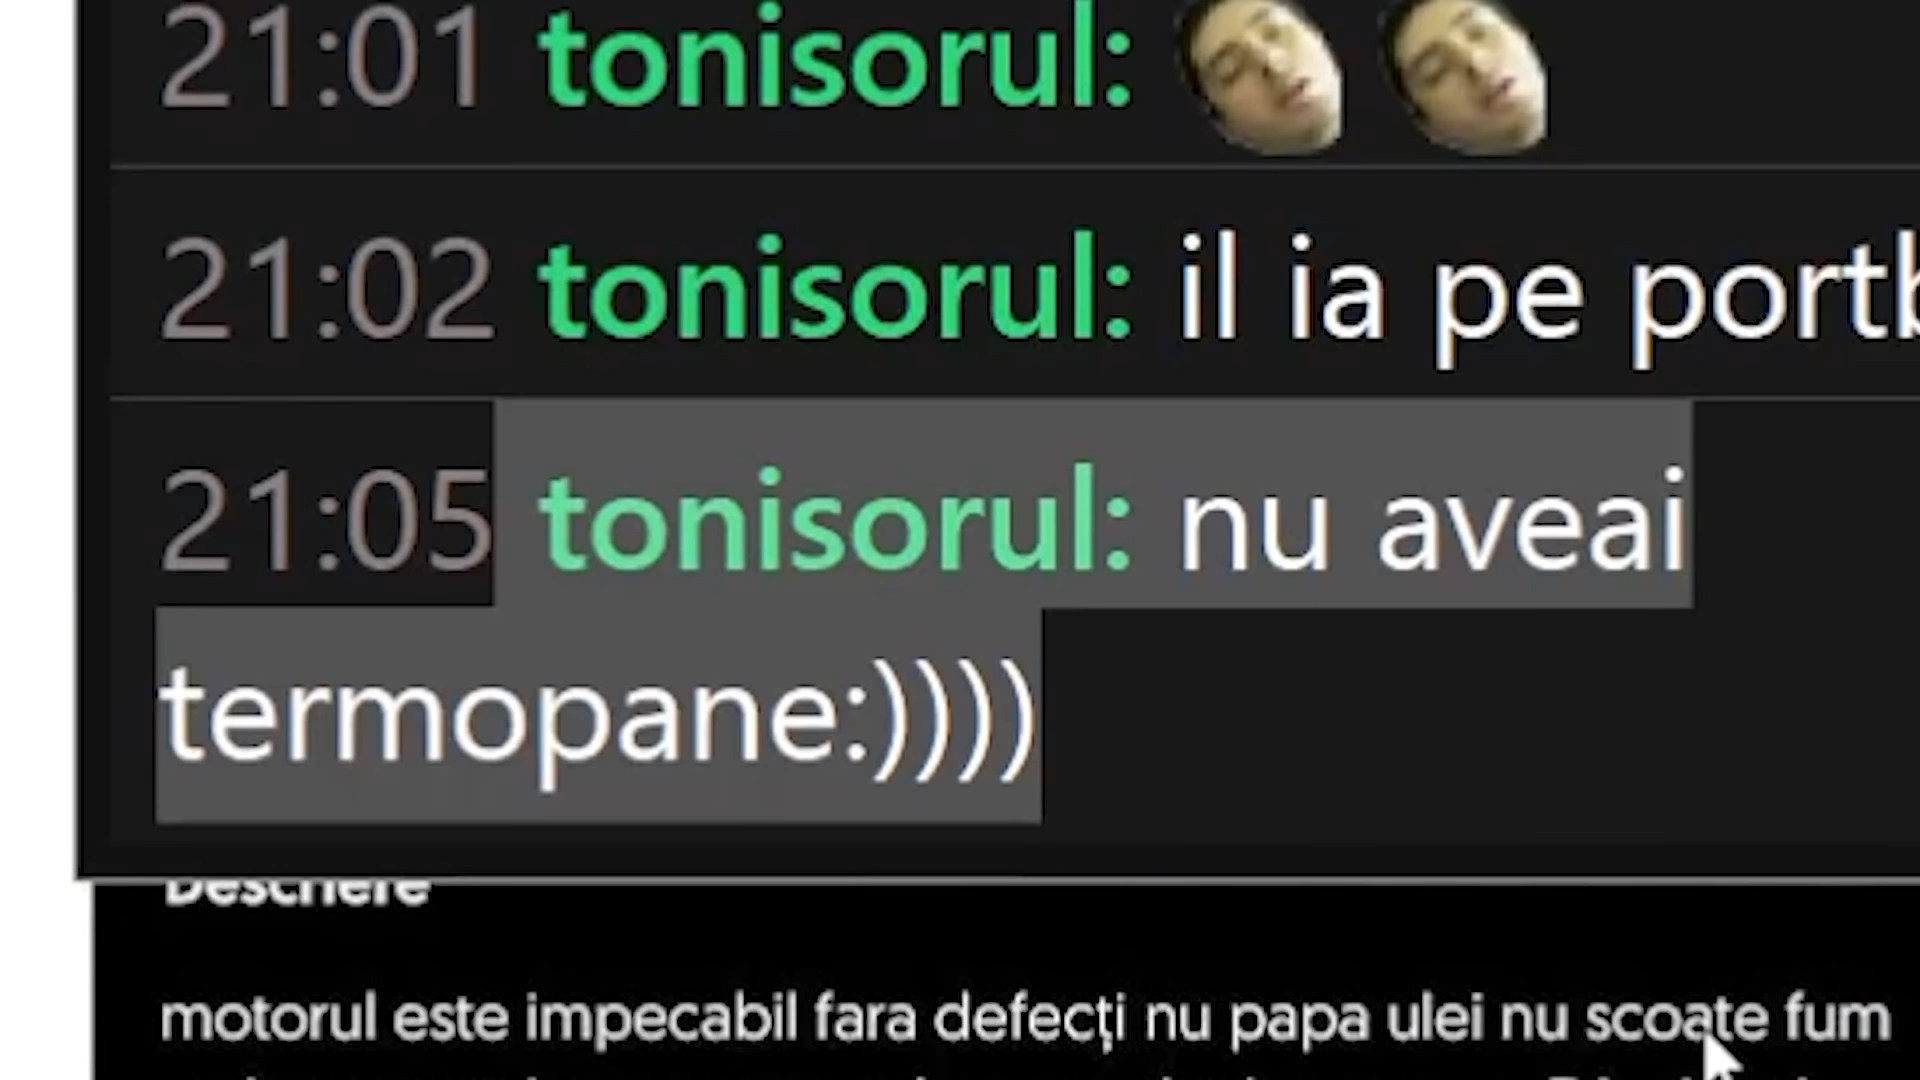 21:01 tonisorul:
21:02 tonisorul: il ia pe
21:05 tonisorul: nu aveai
termopane:))))
Descriere
motorul este impecabil fara defecți nu papa ulei nu scoate fum